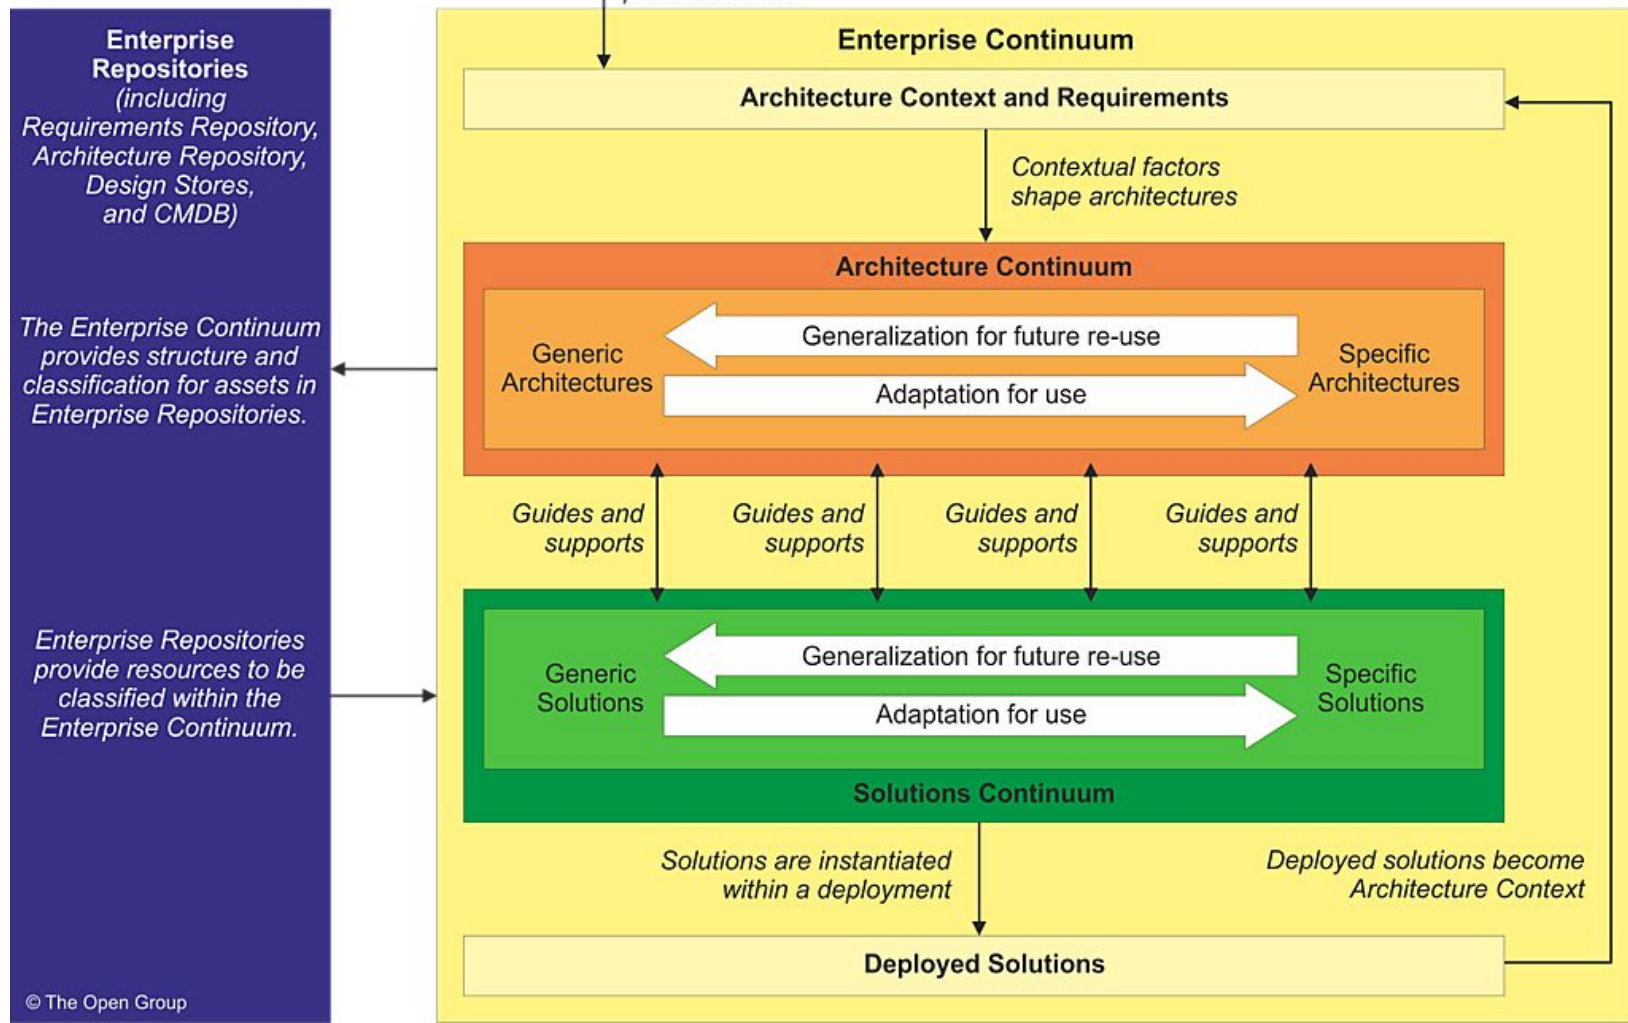 Enterprise
Repositories
(including
Requirements Repository,
Architecture Repository,
Design Stores,
and CMDB)
The Enterprise Continuum
provides structure and
classification for assets in
Enterprise Repositories.
Enterprise Repositories
provide resources to be
classified within the
Enterprise Continuum.
© The Open Group
Enterprise Continuum
Architecture Context and Requirements
Contextual factors
shape architectures
Architecture Continuum
Generic
Architectures
Generalization for future re-use
Adaptation for use
Specific
Architectures
Guides and
supports
Guides and
supports
Guides and
supports
Guides and
supports
Generic
Solutions
Generalization for future re-use
Adaptation for use
Specific
Solutions
Solutions Continuum
Solutions are instantiated
within a deployment
Deployed solutions become
Architecture Context
Deployed Solutions